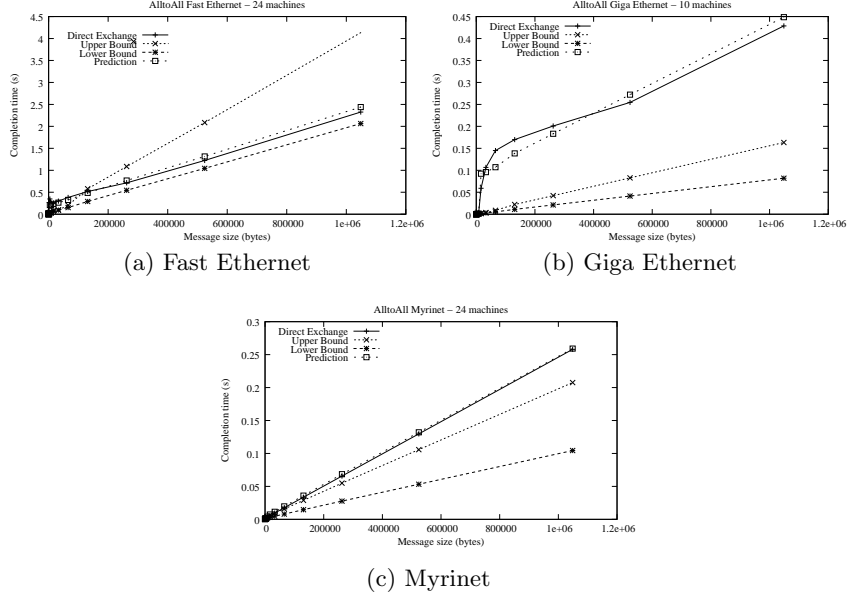 AlltoAll Fast Ethernet – 24 machines
Completion time (s)
4.5
4
3.5
3
2.5
2
1.5
1
0.5
0
Direct Exchange
Upper Bound
Lower Bound
Prediction
0 200000 400000 600000 800000 1e+06 1.2e+06
Message size (bytes)
(a) Fast Ethernet
AlltoAll Giga Ethernet – 10 machines
Completion time (s)
0.45
0.4
0.35
0.3
0.25
0.2
0.15
0.1
0.05
0
Direct Exchange
Upper Bound
Lower Bound
Prediction
0 200000 400000 600000 800000 1e+06 1.2e+06
Message size (bytes)
(b) Giga Ethernet
AlltoAll Myrinet – 24 machines
Completion time (s)
0.3
0.25
0.2
0.15
0.1
0.05
0
Direct Exchange
Upper Bound
Lower Bound
Prediction
0 200000 400000 600000 800000 1e+06 1.2e+06
Message size (bytes)
(c) Myrinet